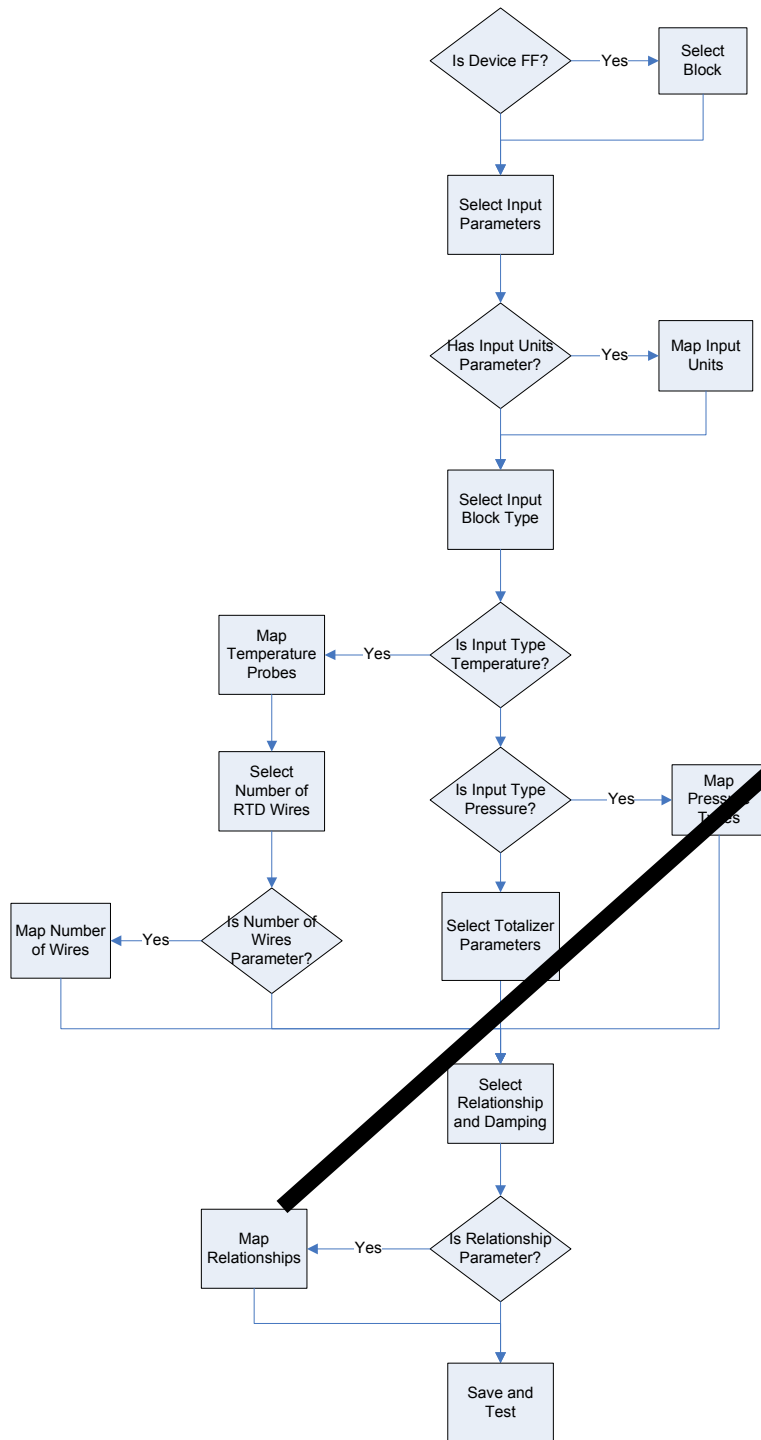 Is Device FF?
Yes
Select
Block
Select Input
Parameters
Has Input Units
Parameter?
Yes
Map Input
Units
Select Input
Block Type
Map
Temperature
Probes
Yes
Is Input Type
Temperature?
Select
Number of
RTD Wires
Is Input Type
Pressure?
Yes
Map
Pressure
Types
Map Number
of Wires
Yes
Is Number of
Wires
Parameter?
Select Totalizer
Parameters
Select
Relationship
and Damping
Map
Relationships
Yes
Is Relationship
Parameter?
Save and
Test